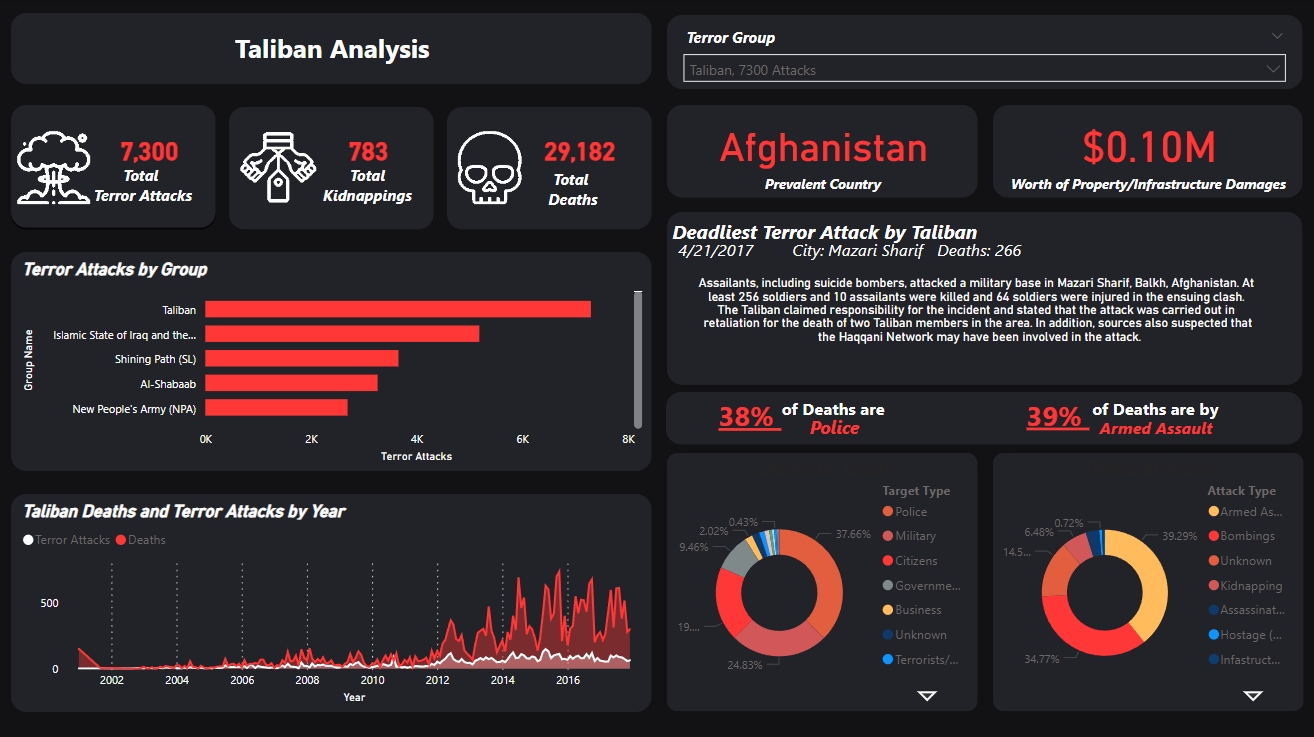 Taliban Analysis
Terror Group
Taliban, 7300 Attacks
7,300
Total
Terror Attacks
783
Total
Kidnappings
29,182
Total
Deaths
Afghanistan
Prevalent Country
$0.10M
Worth of Property/Infrastructure Damages
Deadliest Terror Attack by Taliban
4/21/2017 City: Mazari Sharif Deaths: 266
Assailants, including suicide bombers, attacked a military base in Mazari Sharif, Balkh, Afghanistan. At
least 256 soldiers and 10 assailants were killed and 64 soldiers were injured in the ensuing clash.
The Taliban claimed responsibility for the incident and stated that the attack was carried out in
retaliation for the death of two Taliban members in the area. In addition, sources also suspected that
the Haqqani Network may have been involved in the attack.
Terror Attacks by Group
Group Name
Taliban
Islamic State of Iraq and the...
Shining Path (SL)
Al-Shabaab
New People's Army (NPA)
0K 2K 4K 6K 8K
Terror Attacks
38% of Deaths are
Police
39% of Deaths are by
Armed Assault
Taliban Deaths and Terror Attacks by Year
Terror Attacks Deaths
500
0
2002 2004 2006 2008 2010 2012 2014 2016
Year
Target Type
Police
Military
Citizens
Governme...
Business
Unknown
Terrorists/...
0.43%
2.02%
9.46%
19....
24.83%
37.66%
Attack Type
Armed As...
Bombings
Unknown
Kidnapping
Assassinat...
Hostage (...
Infastruct...
0.72%
6.48%
14.5...
34.77%
39.29%